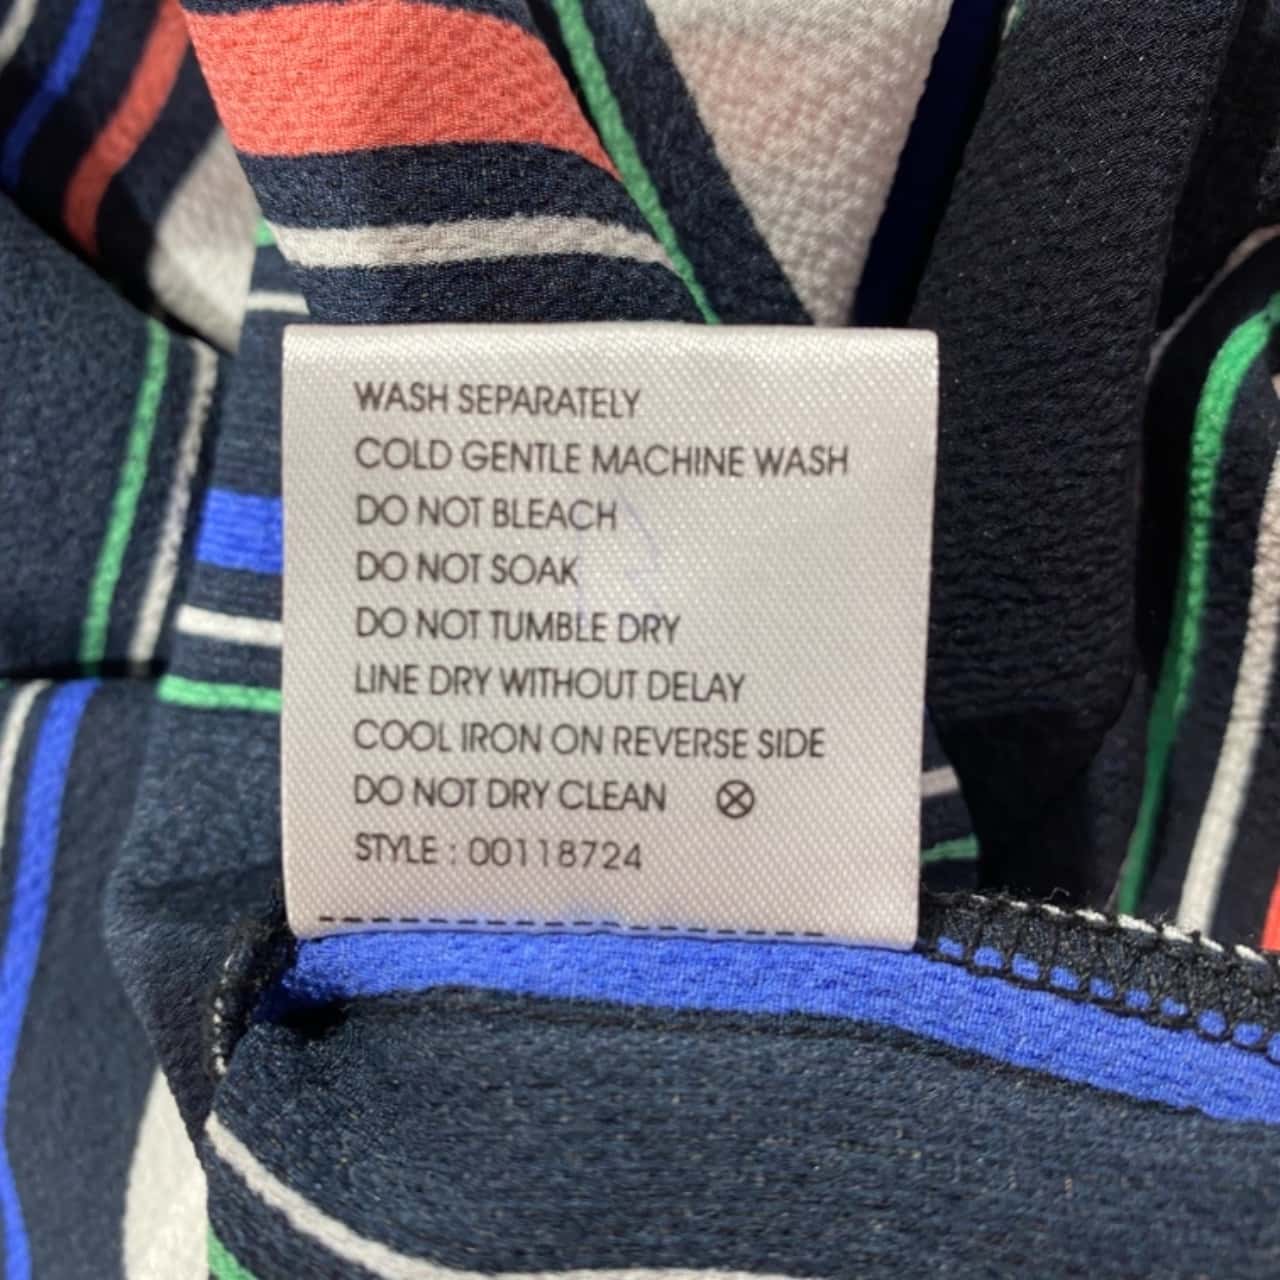 WASH SEPARATELY
COLD GENTLE MACHINE WASH
DO NOT BLEACH
DO NOT SOAK
DO NOT TUMBLE DRY
LINE DRY WITHOUT DELAY
COOL IRON ON REVERSE SIDE
DO NOT DRY CLEAN
STYLE : 00118724